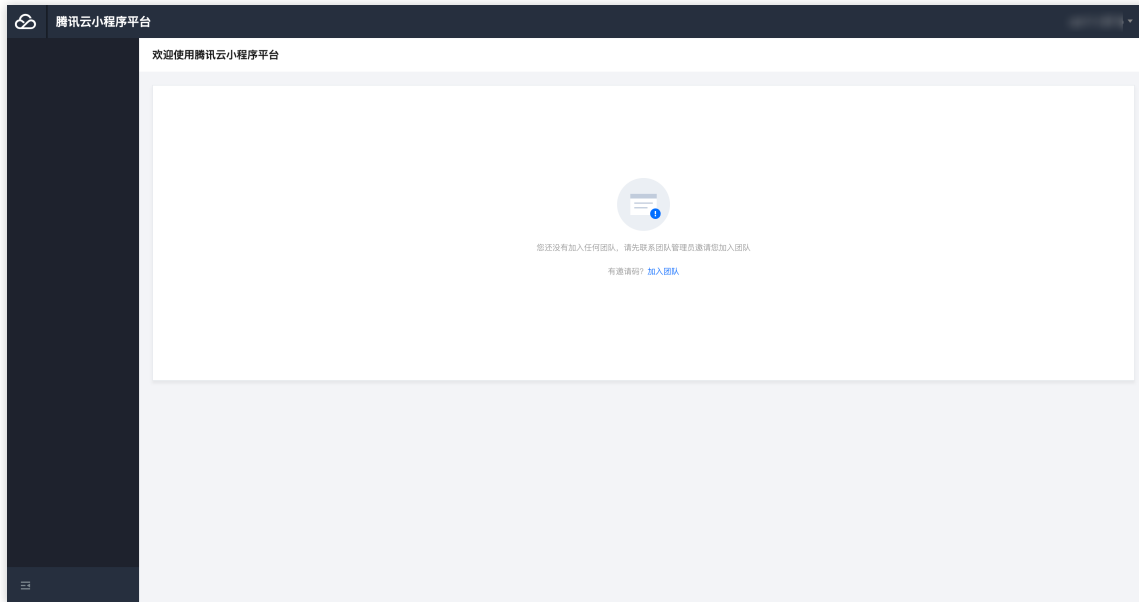 腾讯云小程序平台
欢迎使用腾讯云小程序平台
您还没有加入任何团队，请先联系团队管理员邀请您加入团队
有邀请码？加入团队